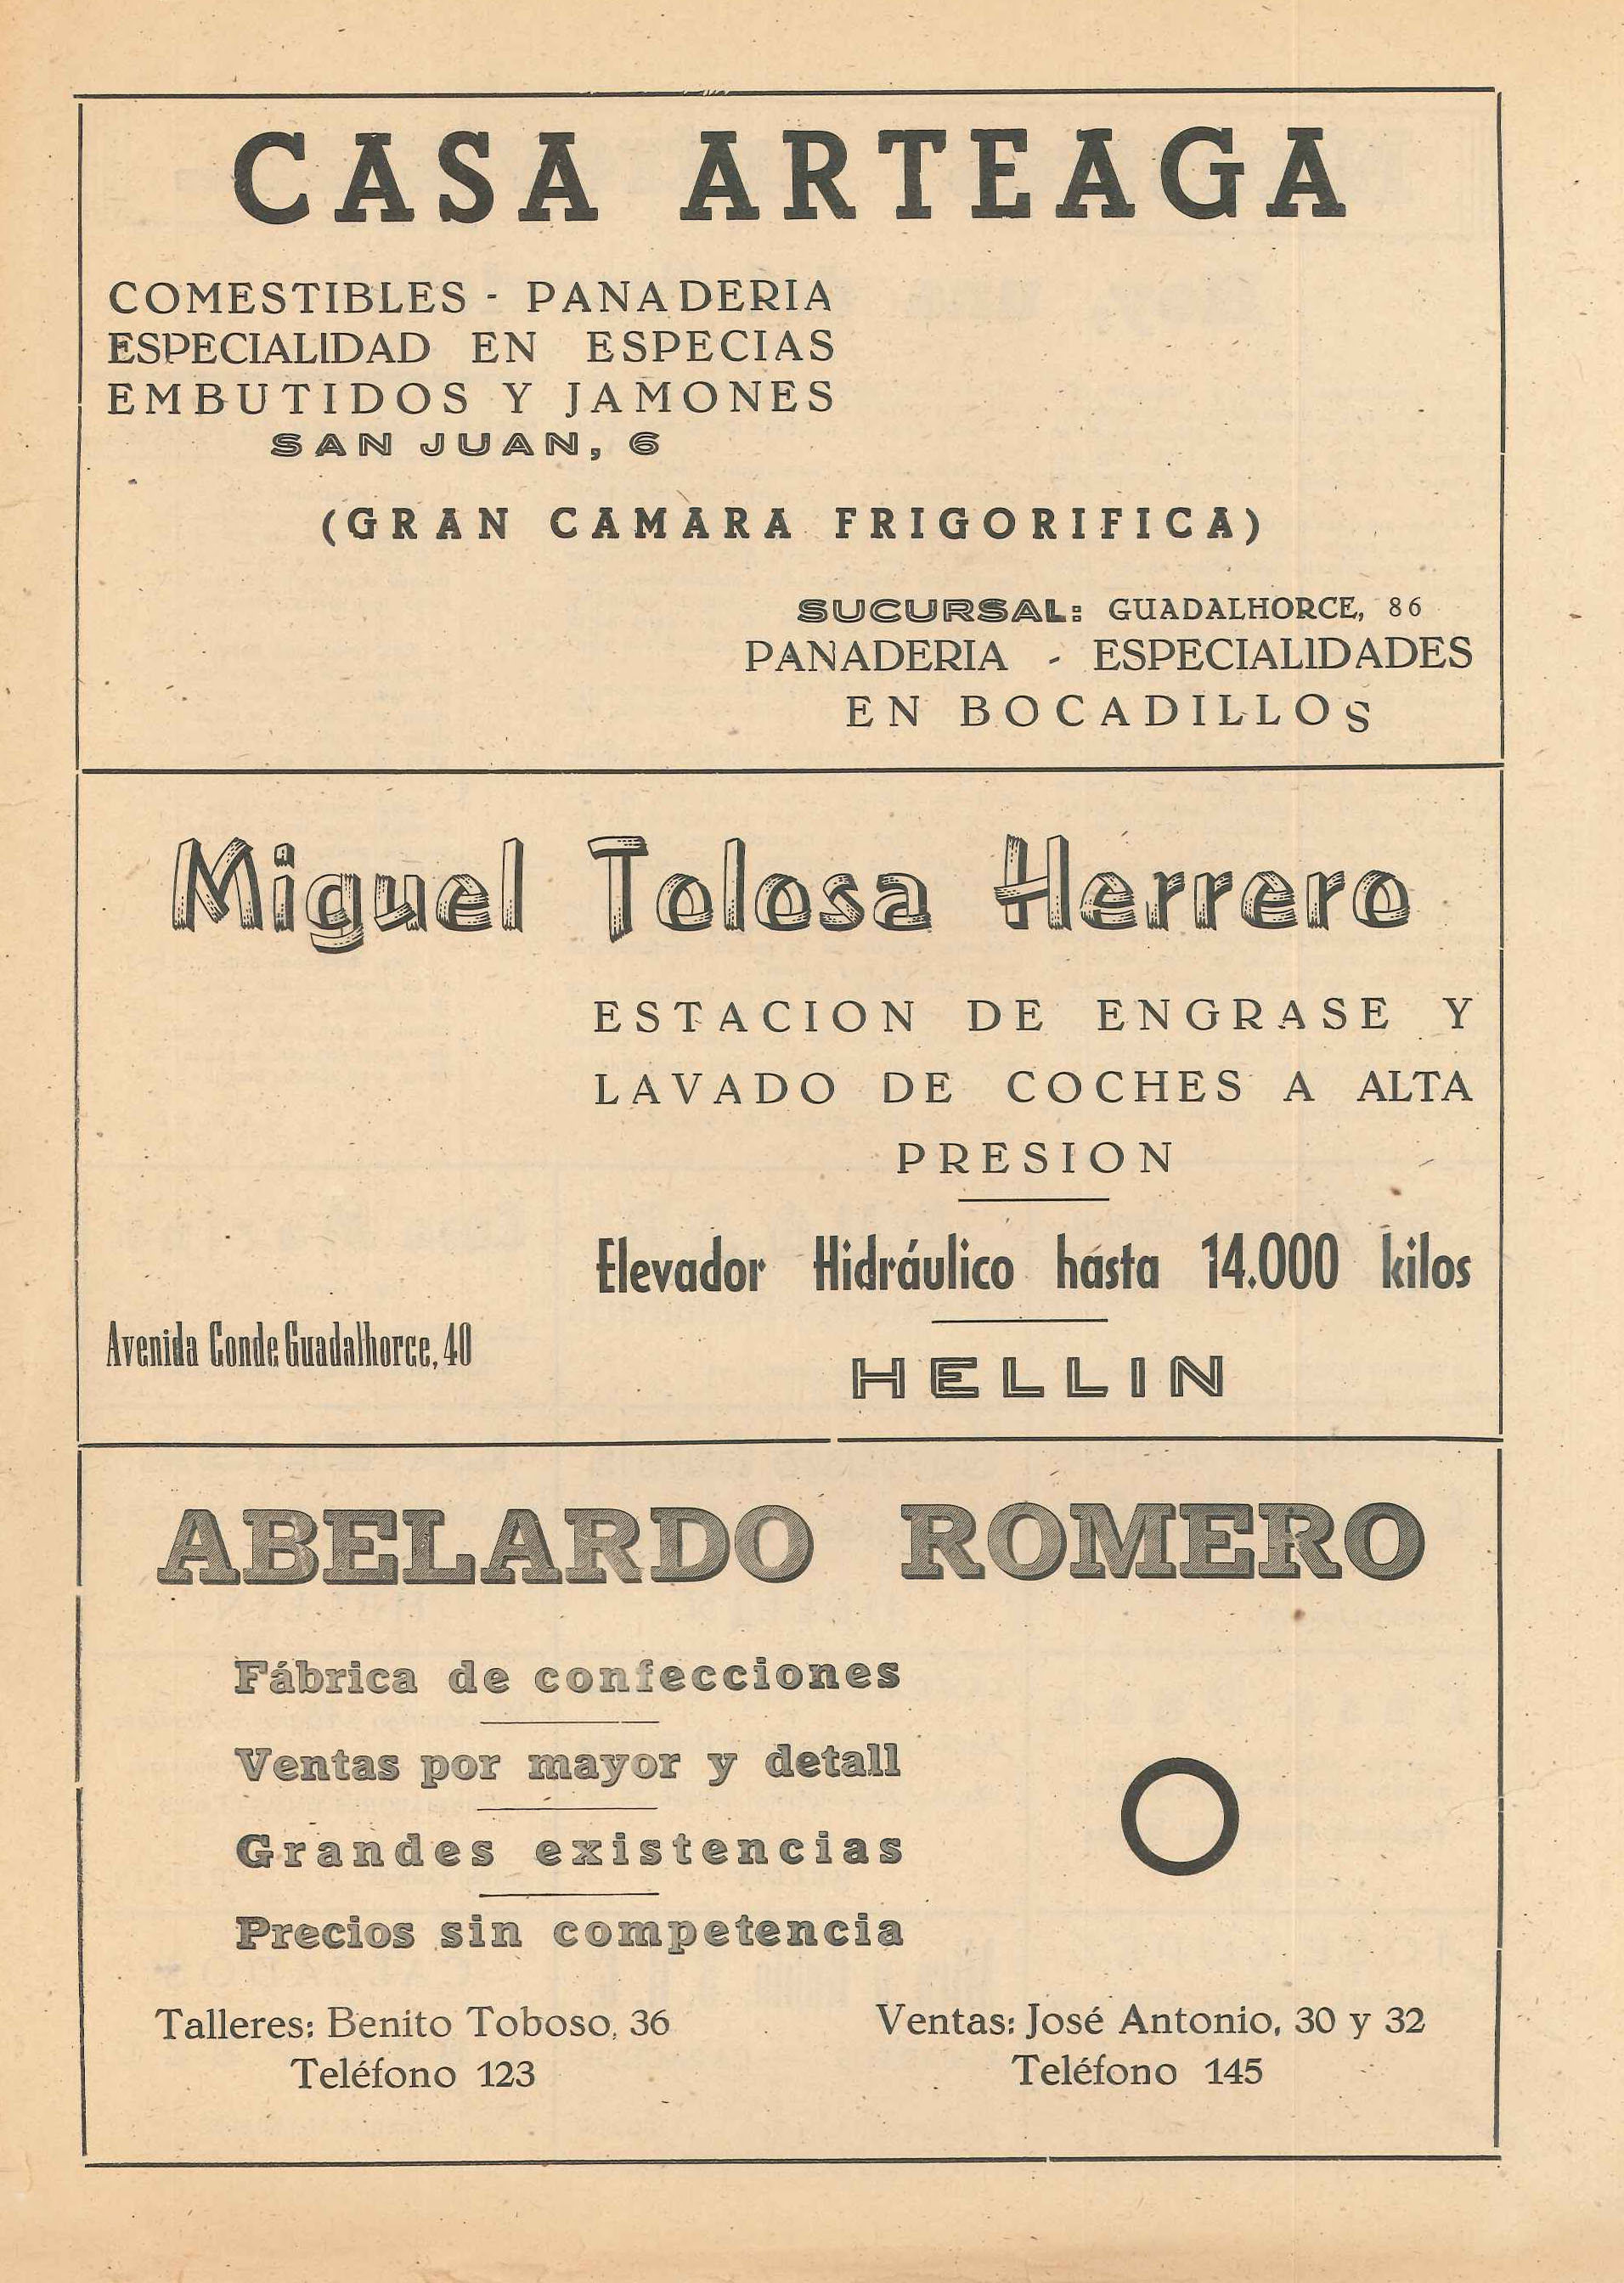 CASA ARTEAGA
COMESTIBLES - PANADERIA
ESPECIALIDAD EN ESPECIAS
EMBUTIDOS Y JAMONES
SAN JUAN, 6
(GRAN CAMARA FRIGORIFICA)
SUCURSAL: GUADALHORCE, 86
PANADERIA - ESPECIALIDADES
EN BOCADILLOS
Miguel Tolosa Herrero
ESTACION DE ENGRASE Y
LAVADO DE COCHES A ALTA
PRESION
Elevador Hidráulico hasta 14.000 kilos
Avenida Conde Guadalhorce, 40
HELLIN
ABELARDO ROMERO
Fábrica de confecciones
Ventas por mayor y detall
Grandes existencias
Precios sin competencia
Talleres: Benito Toboso, 36
Teléfono 123
Ventas: José Antonio, 30 y 32
Teléfono 145